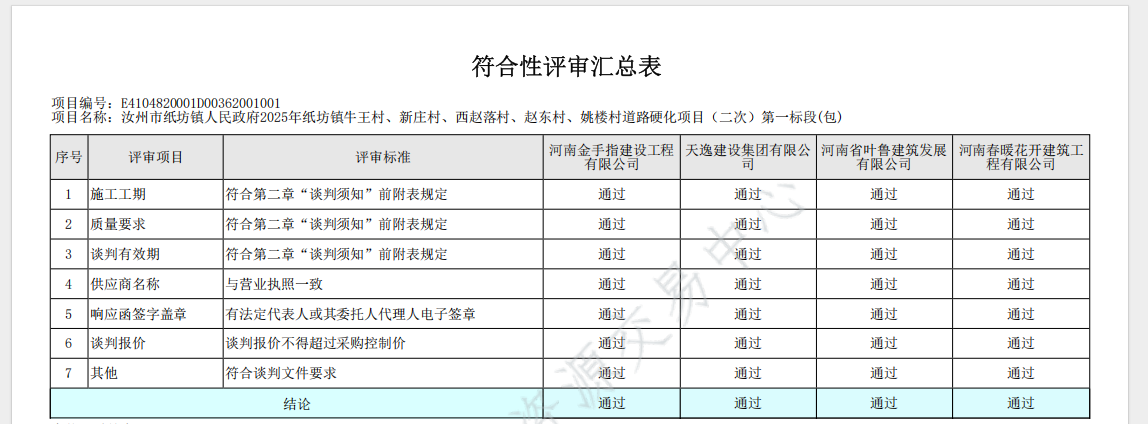 符合性评审汇总表
项目编号：E4104820001D00362001001
项目名称：汝州市纸坊镇人民政府2025年纸坊镇牛王村、新庄村、西赵落村、赵东村、姚楼村道路硬化项目（二次）第一标段(包)
序号 评审项目 评审标准 河南金手指建设工程有限公司 天逸建设集团有限公司 河南省叶鲁建筑发展有限公司 河南春暖花开建筑工程有限公司
1 施工工期 符合第二章“谈判须知”前附表规定 通过 通过 通过 通过
2 质量要求 符合第二章“谈判须知”前附表规定 通过 通过 通过 通过
3 谈判有效期 符合第二章“谈判须知”前附表规定 通过 通过 通过 通过
4 供应商名称 与营业执照一致 通过 通过 通过 通过
5 响应函签字盖章 有法定代表人或其委托人代理人电子签章 通过 通过 通过 通过
6 谈判报价 谈判报价不得超过采购控制价 通过 通过 通过 通过
7 其他 符合谈判文件要求 通过 通过 通过 通过
结论 通过 通过 通过 通过
资源交易中心